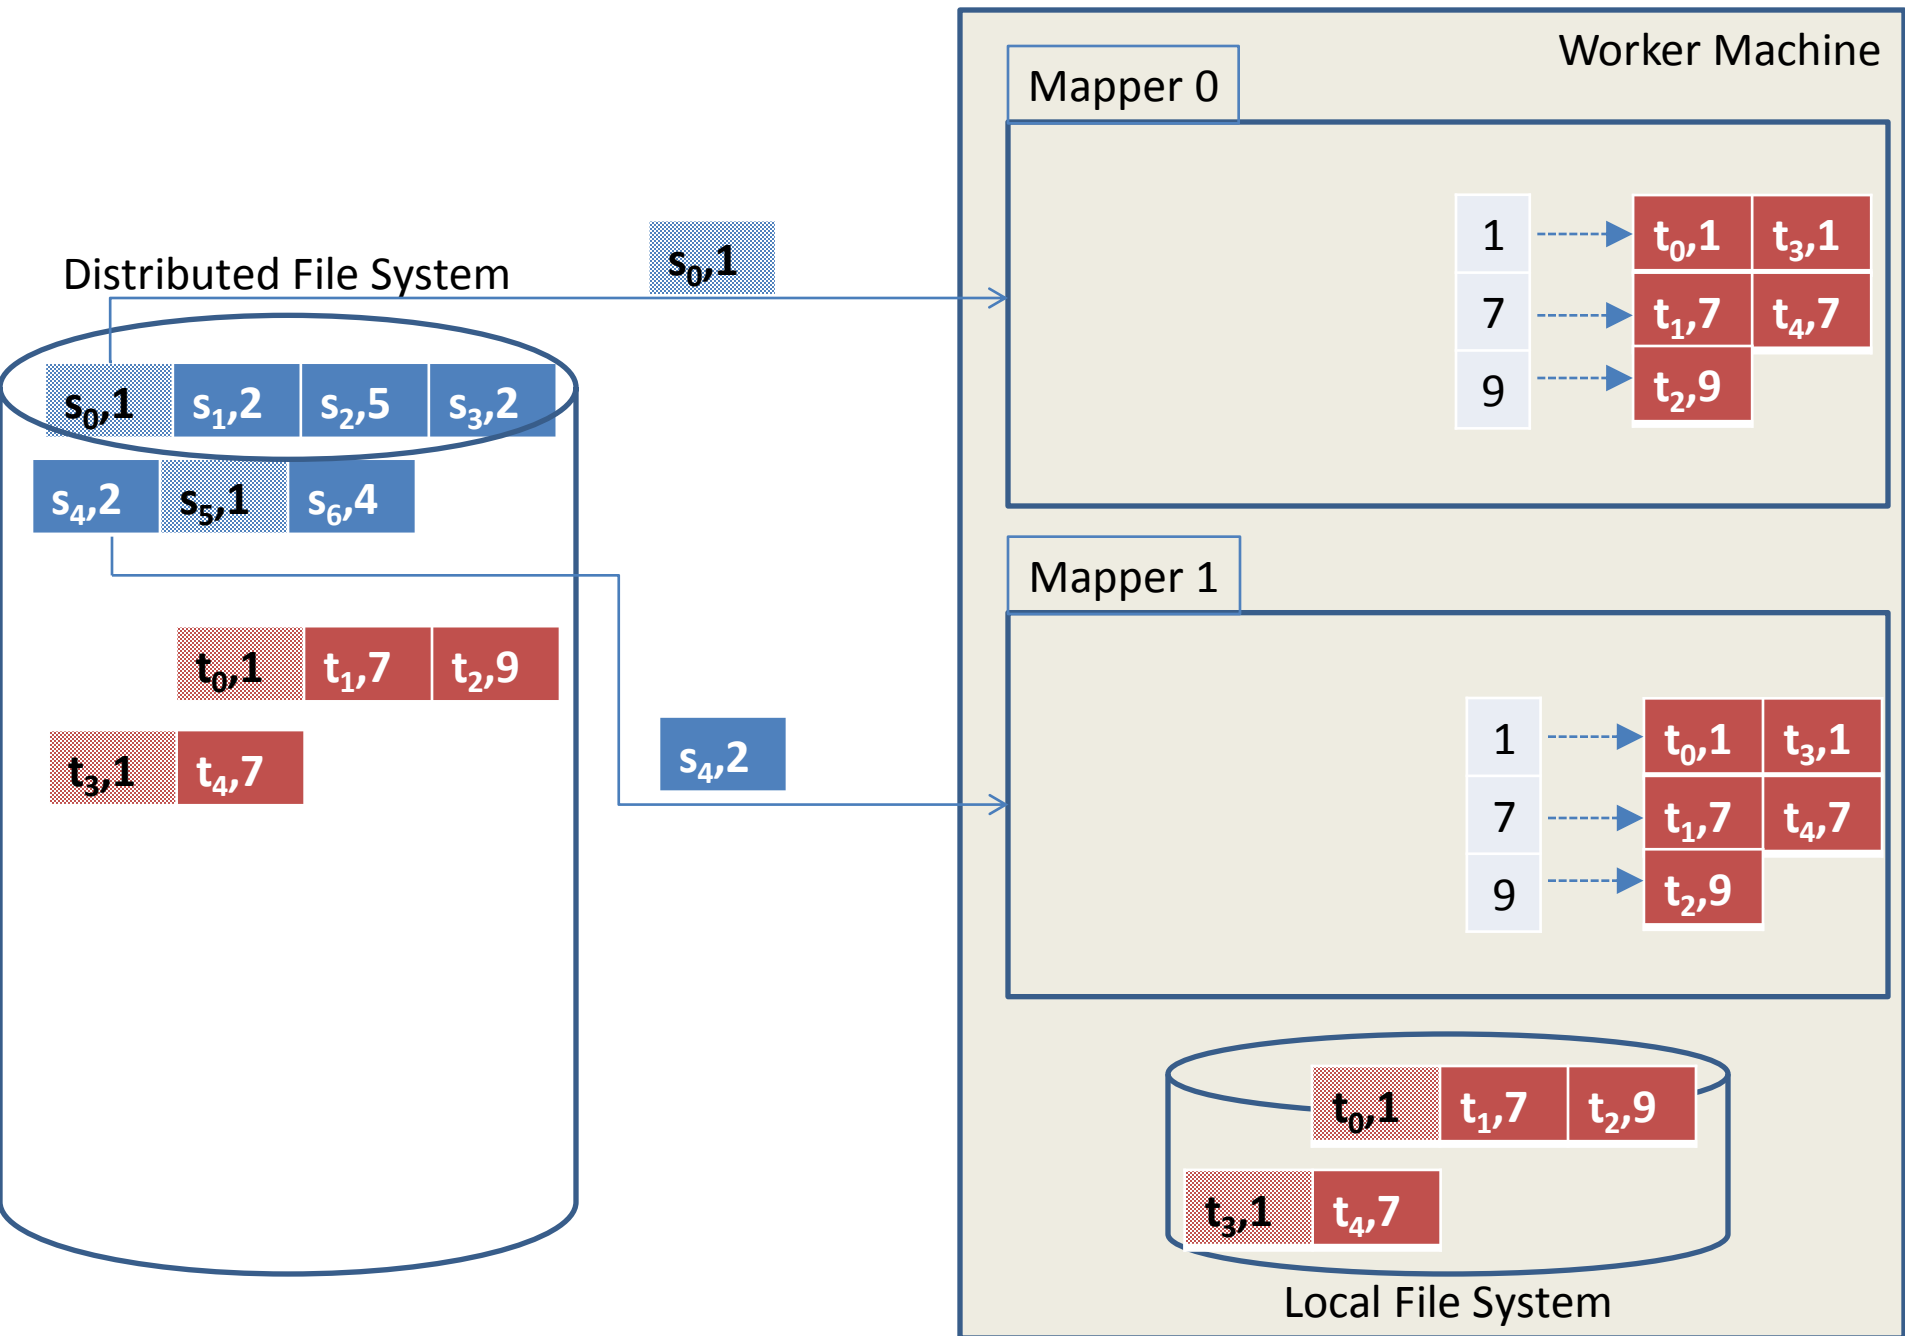 Worker Machine
Mapper 0
1 t₀,1 t₃,1
7 t₁,7 t₄,7
9 t₂,9
s₀,1
Distributed File System
s₀,1 s₁,2 s₂,5 s₃,2
s₄,2 s₅,1 s₆,4
t₀,1 t₁,7 t₂,9
t₃,1 t₄,7
s₄,2
Mapper 1
1 t₀,1 t₃,1
7 t₁,7 t₄,7
9 t₂,9
t₀,1 t₁,7 t₂,9
t₃,1 t₄,7
Local File System